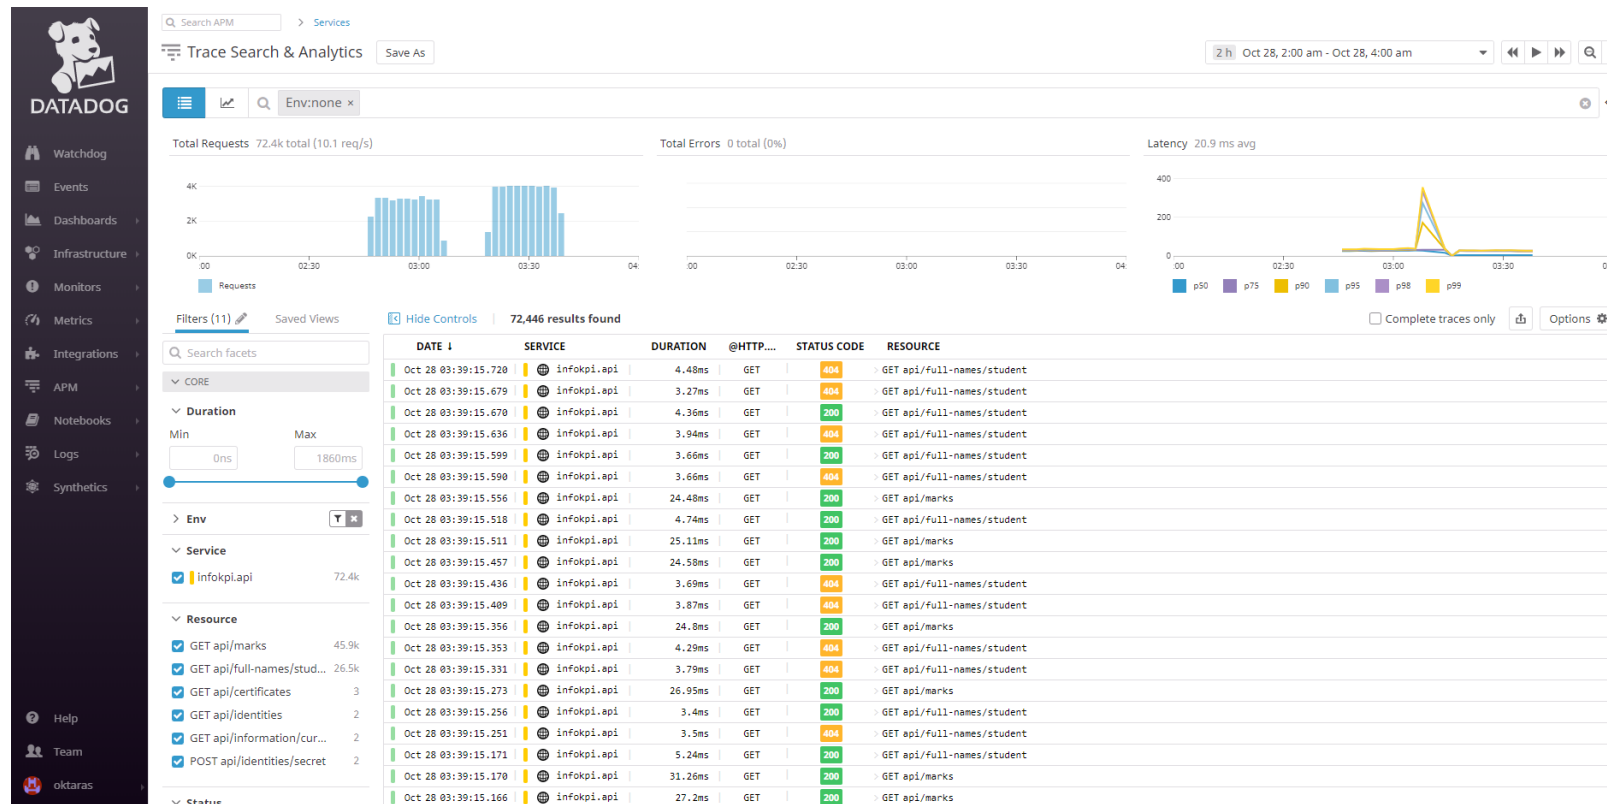 Search APM > Services
Trace Search & Analytics Save As 2 h Oct 28, 2:00 am - Oct 28, 4:00 am
DATADOG
Env:none ×
Total Requests 72.4k total (10.1 req/s) Total Errors 0 total (0%) Latency 20.9 ms avg
4K
2K
0K
:00 02:30 03:00 03:30 04:
Requests
:00 02:30 03:00 03:30 04:
400
200
0
:00 02:30 03:00 03:30 0
p50 p75 p90 p95 p98 p99
Watchdog
Events
Dashboards
Infrastructure
Monitors
Metrics
Integrations
APM
Notebooks
Logs
Synthetics
Help
Team
oktaras
Filters (11) Saved Views
Search facets
CORE
Duration
Min Max
0ns 1860ms
Env
Service
infokpi.api 72.4k
Resource
GET api/marks 45.9k
GET api/full-names/stud... 26.5k
GET api/certificates 3
GET api/identities 2
GET api/information/cur... 2
POST api/identities/secret 2
Status
Hide Controls 72,446 results found Complete traces only Options
DATE ↓ SERVICE DURATION @HTTP.... STATUS CODE RESOURCE
Oct 28 03:39:15.720 infokpi.api 4.48ms GET 404 GET api/full-names/student
Oct 28 03:39:15.679 infokpi.api 3.27ms GET 404 GET api/full-names/student
Oct 28 03:39:15.670 infokpi.api 4.36ms GET 200 GET api/full-names/student
Oct 28 03:39:15.636 infokpi.api 3.94ms GET 404 GET api/full-names/student
Oct 28 03:39:15.599 infokpi.api 3.66ms GET 200 GET api/full-names/student
Oct 28 03:39:15.590 infokpi.api 3.66ms GET 404 GET api/full-names/student
Oct 28 03:39:15.556 infokpi.api 24.48ms GET 200 GET api/marks
Oct 28 03:39:15.518 infokpi.api 4.74ms GET 200 GET api/full-names/student
Oct 28 03:39:15.511 infokpi.api 25.11ms GET 200 GET api/marks
Oct 28 03:39:15.457 infokpi.api 24.58ms GET 200 GET api/marks
Oct 28 03:39:15.436 infokpi.api 3.69ms GET 404 GET api/full-names/student
Oct 28 03:39:15.409 infokpi.api 3.87ms GET 404 GET api/full-names/student
Oct 28 03:39:15.356 infokpi.api 24.8ms GET 200 GET api/marks
Oct 28 03:39:15.353 infokpi.api 4.29ms GET 404 GET api/full-names/student
Oct 28 03:39:15.331 infokpi.api 3.79ms GET 404 GET api/full-names/student
Oct 28 03:39:15.273 infokpi.api 26.95ms GET 200 GET api/marks
Oct 28 03:39:15.256 infokpi.api 3.4ms GET 200 GET api/full-names/student
Oct 28 03:39:15.251 infokpi.api 3.5ms GET 404 GET api/full-names/student
Oct 28 03:39:15.171 infokpi.api 5.24ms GET 200 GET api/full-names/student
Oct 28 03:39:15.170 infokpi.api 31.26ms GET 200 GET api/marks
Oct 28 03:39:15.166 infokpi.api 27.2ms GET 200 GET api/marks